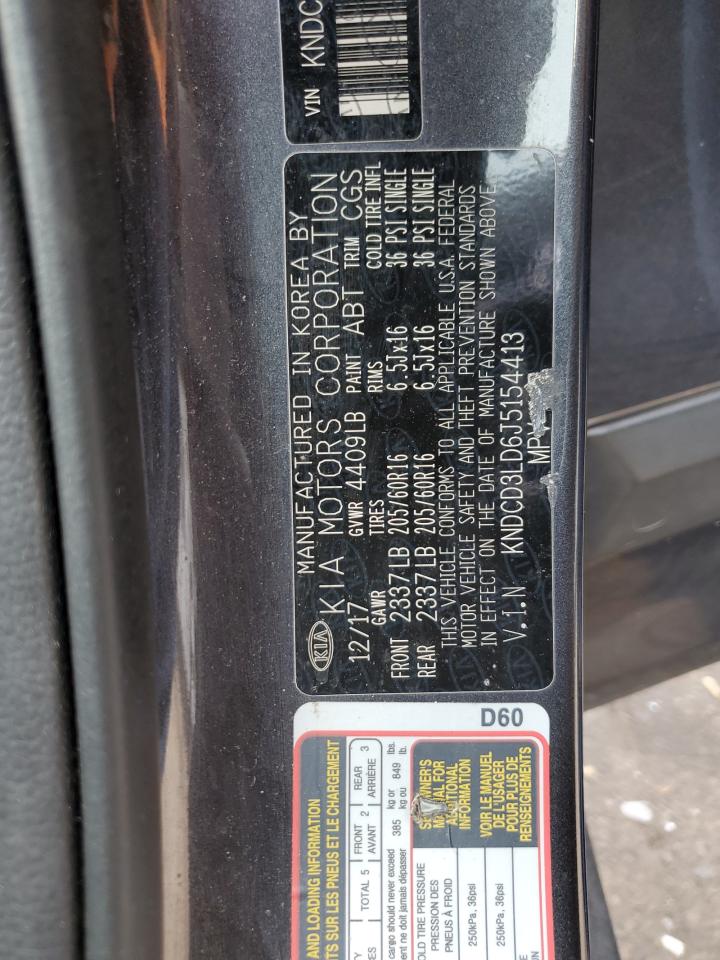 VIN KNDC
MANUFACTURED IN KOREA BY
KIA KIA MOTORS CORPORATION
12/17 GVWR 4409LB PAINT ABT TRIM CGS
GAWR TIRES RIMS COLD TIRE INFL
FRONT 2337LB 205/60R16 6.5Jx16 36 PSI SINGLE
REAR 2337LB 205/60R16 6.5Jx16 36 PSI SINGLE
THIS VEHICLE CONFORMS TO ALL APPLICABLE U.S.A. FEDERAL
MOTOR VEHICLE SAFETY AND THEFT PREVENTION STANDARDS
IN EFFECT ON THE DATE OF MANUFACTURE SHOWN ABOVE.
V.I.N KNDCD3LD6J5154413
MPV
D60
AND LOADING INFORMATION
TS SUR LES PNEUS ET LE CHARGEMENT
TY TOTAL 5 FRONT 2 REAR 3
CES AVANT ARRIÈRE
cargo should never exceed 385 kg or 849 lbs.
ent ne doit jamais dépasser kg ou lb.
OLD TIRE PRESSURE
PRESSION DES
PNEUS À FROID
250kPa, 36psi
250kPa, 36psi
SEE OWNER'S
MANUAL FOR
ADDITIONAL
INFORMATION
VOIR LE MANUEL
DE L'USAGER
POUR PLUS DE
RENSEIGNEMENTS